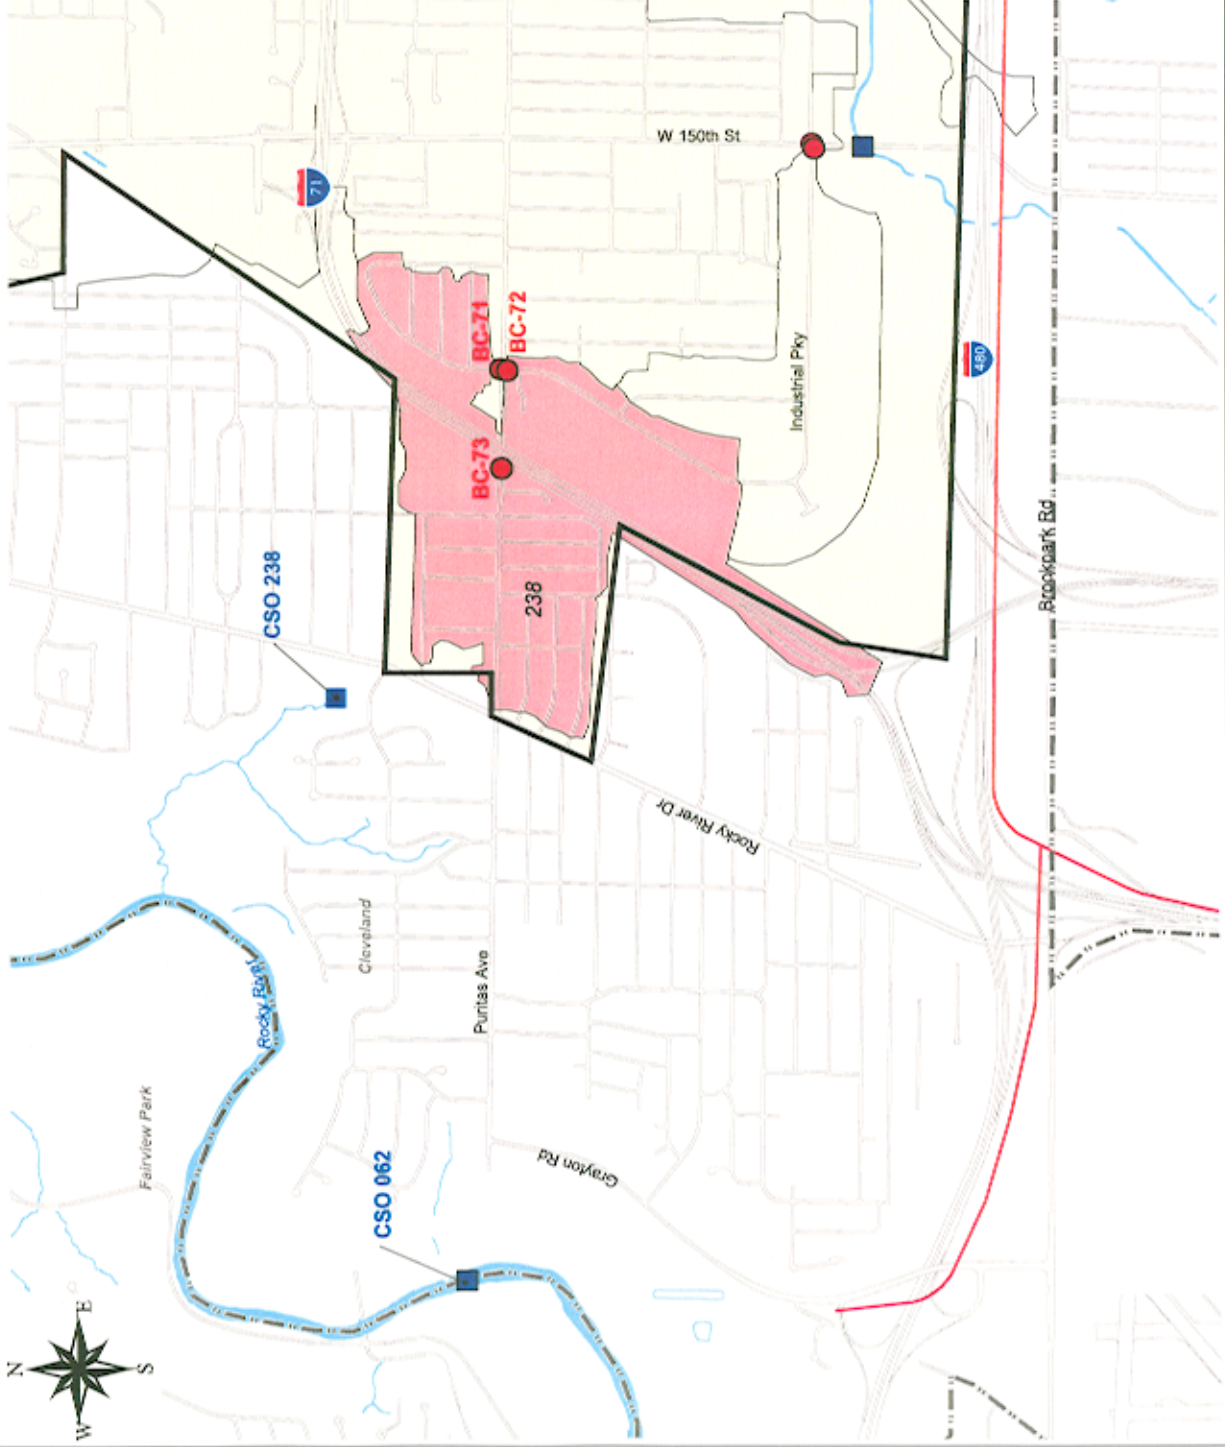 W 150th St
71
BC-71
BC-72
Industrial Pky
480
BC-73
Brookpark Rd
CSO 238
238
Rocky River Dr
Cleveland
Puritas Ave
Rocky River
Fairview Park
Grayton Rd
CSO 062
N
E
S
W